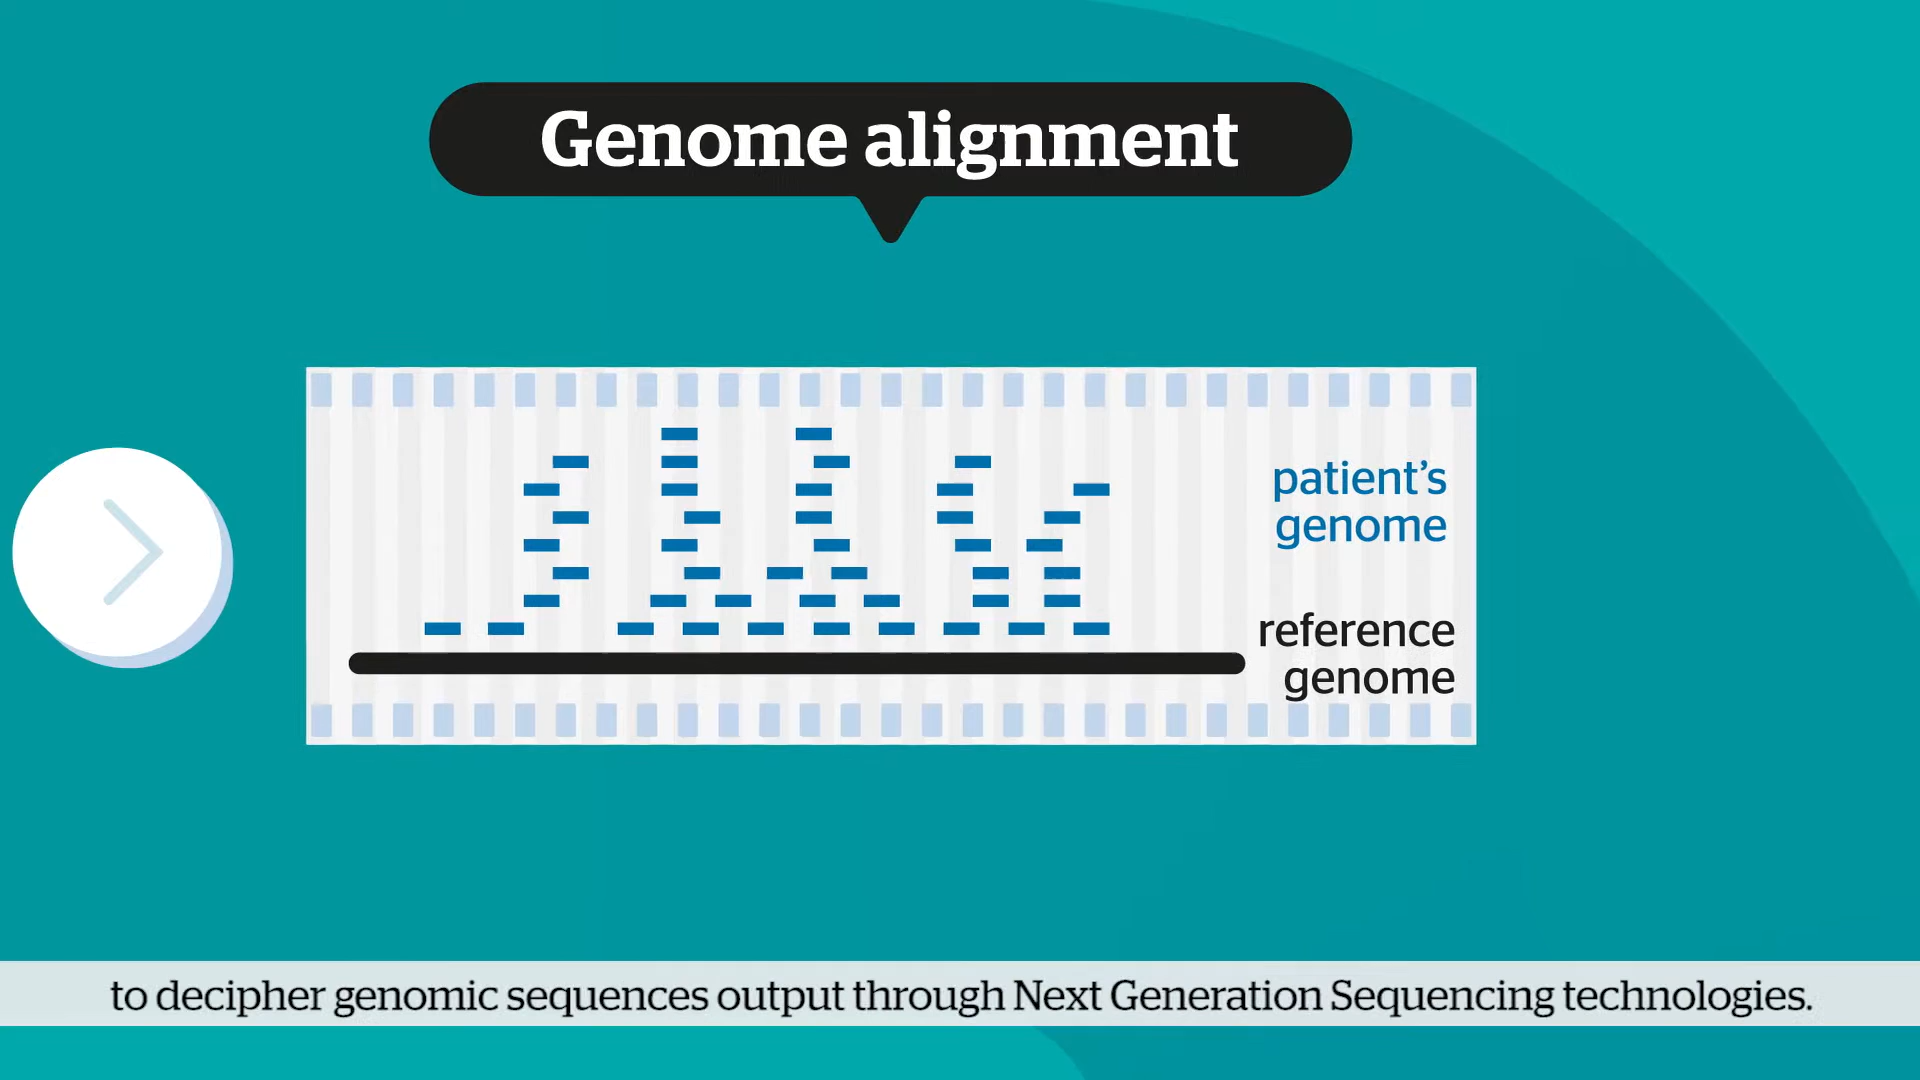 Genome alignment
patient’s
genome
reference
genome
to decipher genomic sequences output through Next Generation Sequencing technologies.